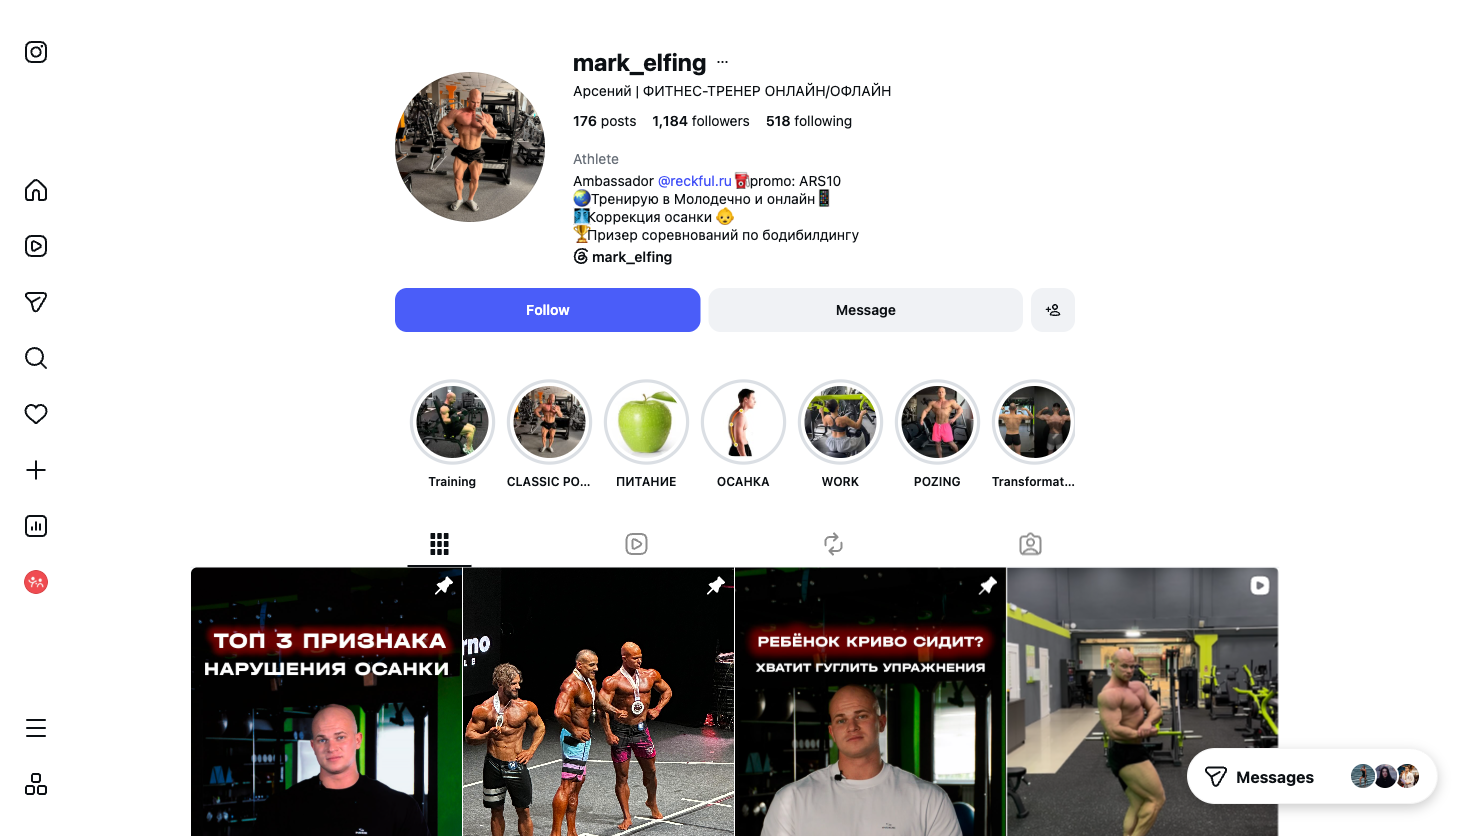 mark_elfing ...
Арсений | ФИТНЕС-ТРЕНЕР ОНЛАЙН/ОФЛАЙН
176 posts 1,184 followers 518 following
Athlete
Ambassador @reckful.ru promo: ARS10
Тренирую в Молодечно и онлайн
Коррекция осанки
Призер соревнований по бодибилдингу
mark_elfing
Follow Message
Training CLASSIC PO... ПИТАНИЕ ОСАНКА WORK POZING Transformat...
ТОП 3 ПРИЗНАКА
НАРУШЕНИЯ ОСАНКИ
РЕБЁНОК КРИВО СИДИТ?
ХВАТИТ ГУГЛИТЬ УПРАЖНЕНИЯ
Messages